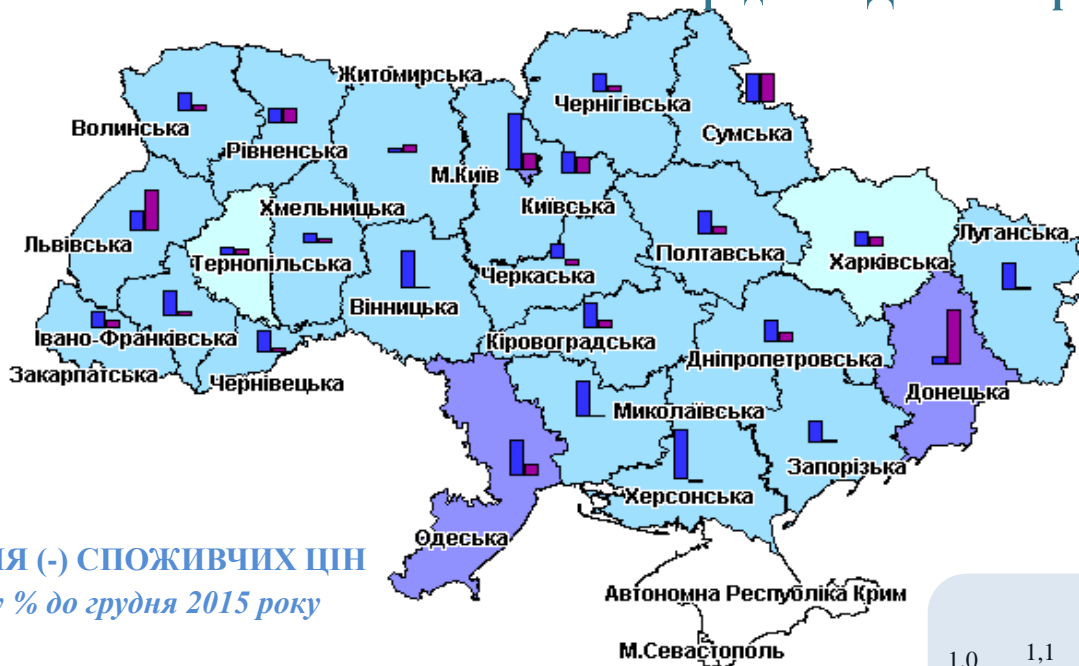 Житомирська
Чернігівська
Волинська
Сумська
Рівненська
М.Київ
Київська
Хмельницька
Львівська
Тернопільська
Полтавська
Луганська
Черкаська
Харківська
Вінницька
Івано-Франківська
Кіровоградська
Дніпропетровська
Закарпатська
Чернівецька
Донецька
Миколаївська
Запорізька
Херсонська
Одеська
Я (-) СПОЖИВЧИХ ЦІН
у % до грудня 2015 року
Автономна Республіка Крим
М.Севастополь
1,0 1,1